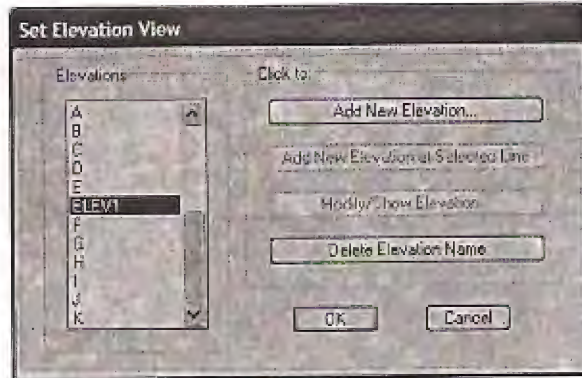 Set Elevation View
Elevations
Click to:
A
B
C
D
E
ELEV1
F
G
H
I
J
K
Add New Elevation...
Add New Elevation at Selected Line
Modify/Show Elevation...
Delete Elevation Name
OK
Cancel